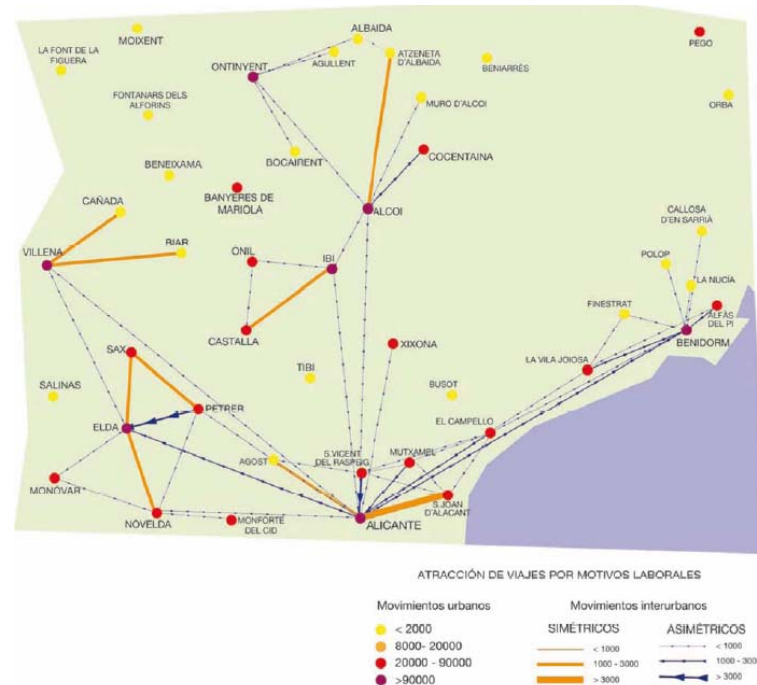 ALBAIDA
MOIXENT
PEGO
LA FONT DE LA
FIGUERA
ATZENETA
D'ALBAIDA
ONTINYENT
AGULLENT
BENIARRÉS
FONTANARS DELS
ALFORINS
MURO D'ALCOI
ORBA
COCENTAINA
BOCAIRENT
BENEIXAMA
BANYERES DE
MARIOLA
CAÑADA
ALCOI
CALLOSA
D'EN SARRIÀ
BIAR
VILLENA
ONIL
IBI
POLOP
LA NUCÍA
FINESTRAT
ALFÀS
DEL PI
BENIDORM
CASTALLA
XIXONA
SAX
LA VILA JOIOSA
TIBI
SALINAS
BUSOT
PETRER
ELDA
EL CAMPELLO
S.VICENT
DEL RASPEIG
MUTXAMEL
AGOST
MONÒVAR
S.JOAN
D'ALACANT
NOVELDA
MONFORTE
DEL CID
ALICANTE
ATRACCIÓN DE VIAJES POR MOTIVOS LABORALES
Movimientos urbanos
Movimientos interurbanos
SIMÉTRICOS
ASIMÉTRICOS
< 2000
8000- 20000
20000 - 90000
>90000
< 1000
1000 - 3000
> 3000
< 1000
1000 - 300
> 3000